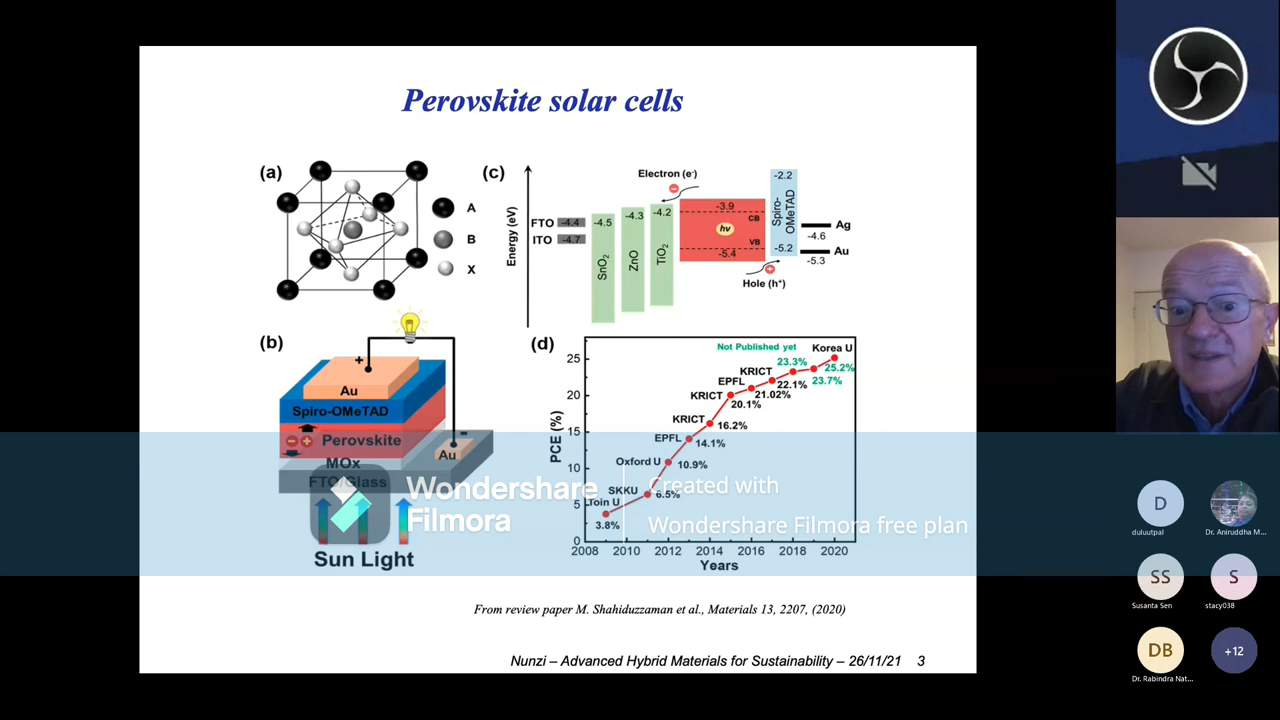 Perovskite solar cells
(a)
A
B
X
(c)
Energy (eV)
Electron (e-)
FTO
-4.4
ITO
-4.7
-4.5
SnO2
-4.3
ZnO
-4.2
TiO2
-3.9
CB
hν
VB
-5.4
-2.2
Spiro-
OMeTAD
-5.2
Hole (h+)
Ag
-4.6
Au
-5.3
(b)
+
-
Au
Spiro-OMeTAD
Perovskite
MOx
Au
FTO/Glass
Sun Light
(d)
PCE (%)
25
20
15
10
5
0
2008 2010 2012 2014 2016 2018 2020
Years
Toin U
3.8%
SKKU
6.5%
Oxford U
10.9%
EPFL
14.1%
KRICT
16.2%
KRICT
20.1%
EPFL
21.02%
KRICT
22.1%
Not Published yet
23.3%
23.7%
Korea U
25.2%
Wondershare
Filmora
Created with
Wondershare Filmora free plan
From review paper M. Shahiduzzaman et al., Materials 13, 2207, (2020)
Nunzi – Advanced Hybrid Materials for Sustainability – 26/11/21 3
D
duluutpal
Dr. Aniruddha M...
SS
Susanta Sen
S
stacy038
DB
Dr. Rabindra Nat...
+12